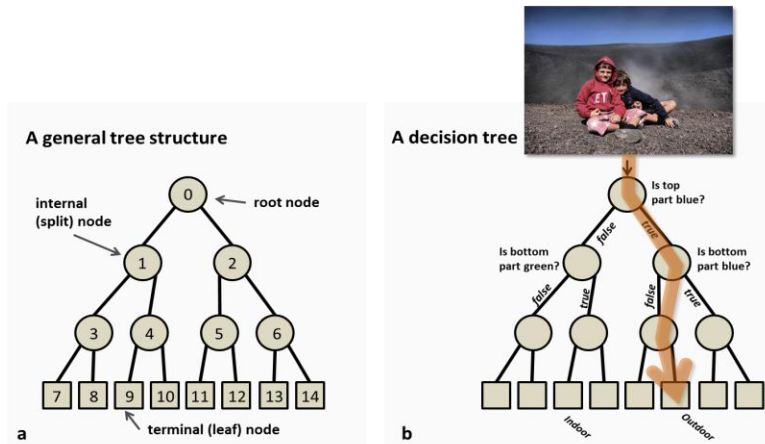 A general tree structure
internal
(split) node
root node
0
1
2
3
4
5
6
7
8
9
10
11
12
13
14
terminal (leaf) node
a
A decision tree
ET
Is top
part blue?
false
true
Is bottom
part green?
Is bottom
part blue?
false
true
false
true
Indoor
Outdoor
b